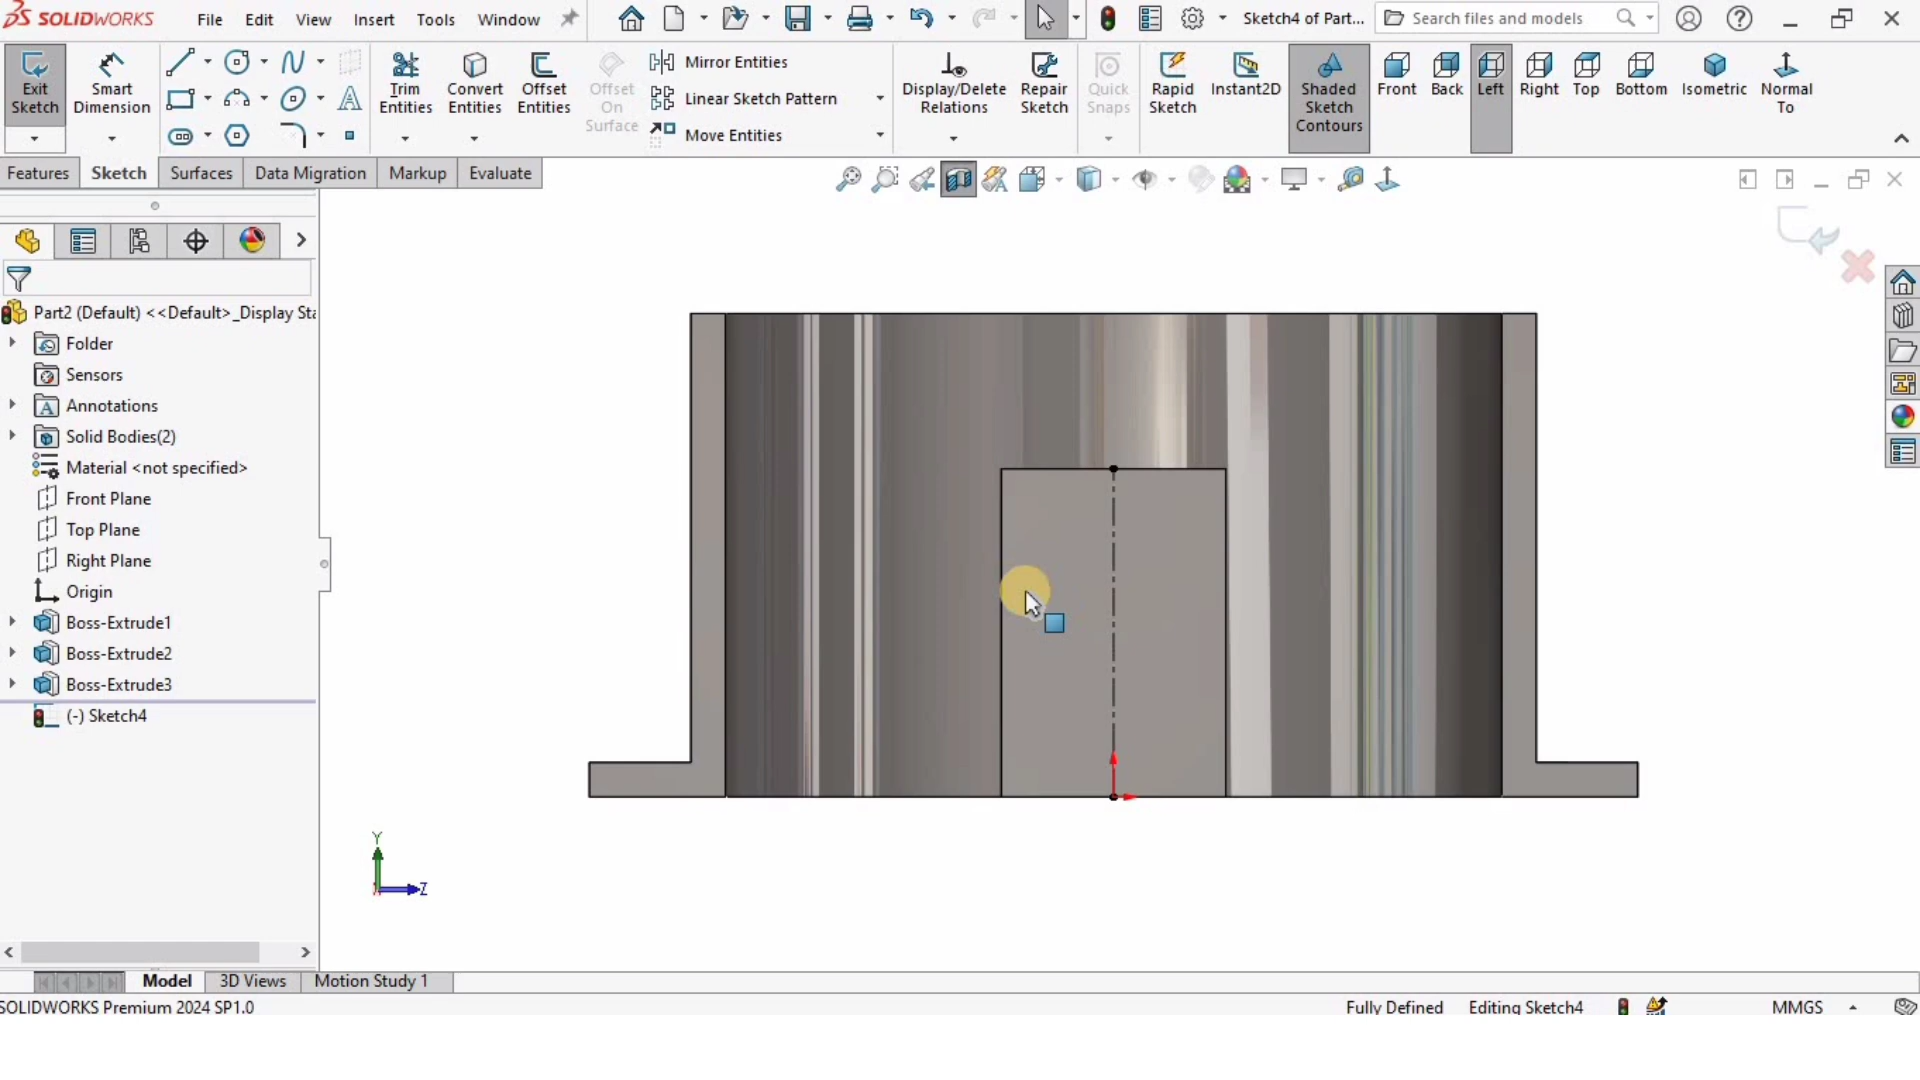 SOLIDWORKS File Edit View Insert Tools Window Sketch4 of Part... Search files and models
Exit Sketch
Smart Dimension
Trim Entities
Convert Entities
Offset Entities
Offset On Surface
Mirror Entities
Linear Sketch Pattern
Move Entities
Display/Delete Relations
Repair Sketch
Quick Snaps
Rapid Sketch
Instant2D
Shaded Sketch Contours
Front Back Left Right Top Bottom Isometric Normal To
Features Sketch Surfaces Data Migration Markup Evaluate
Part2 (Default) <<Default>_Display Sta
Folder
Sensors
Annotations
Solid Bodies(2)
Material <not specified>
Front Plane
Top Plane
Right Plane
Origin
Boss-Extrude1
Boss-Extrude2
Boss-Extrude3
(-) Sketch4
Y
Z
Model 3D Views Motion Study 1
SOLIDWORKS Premium 2024 SP1.0 Fully Defined Editing Sketch4 MMGS